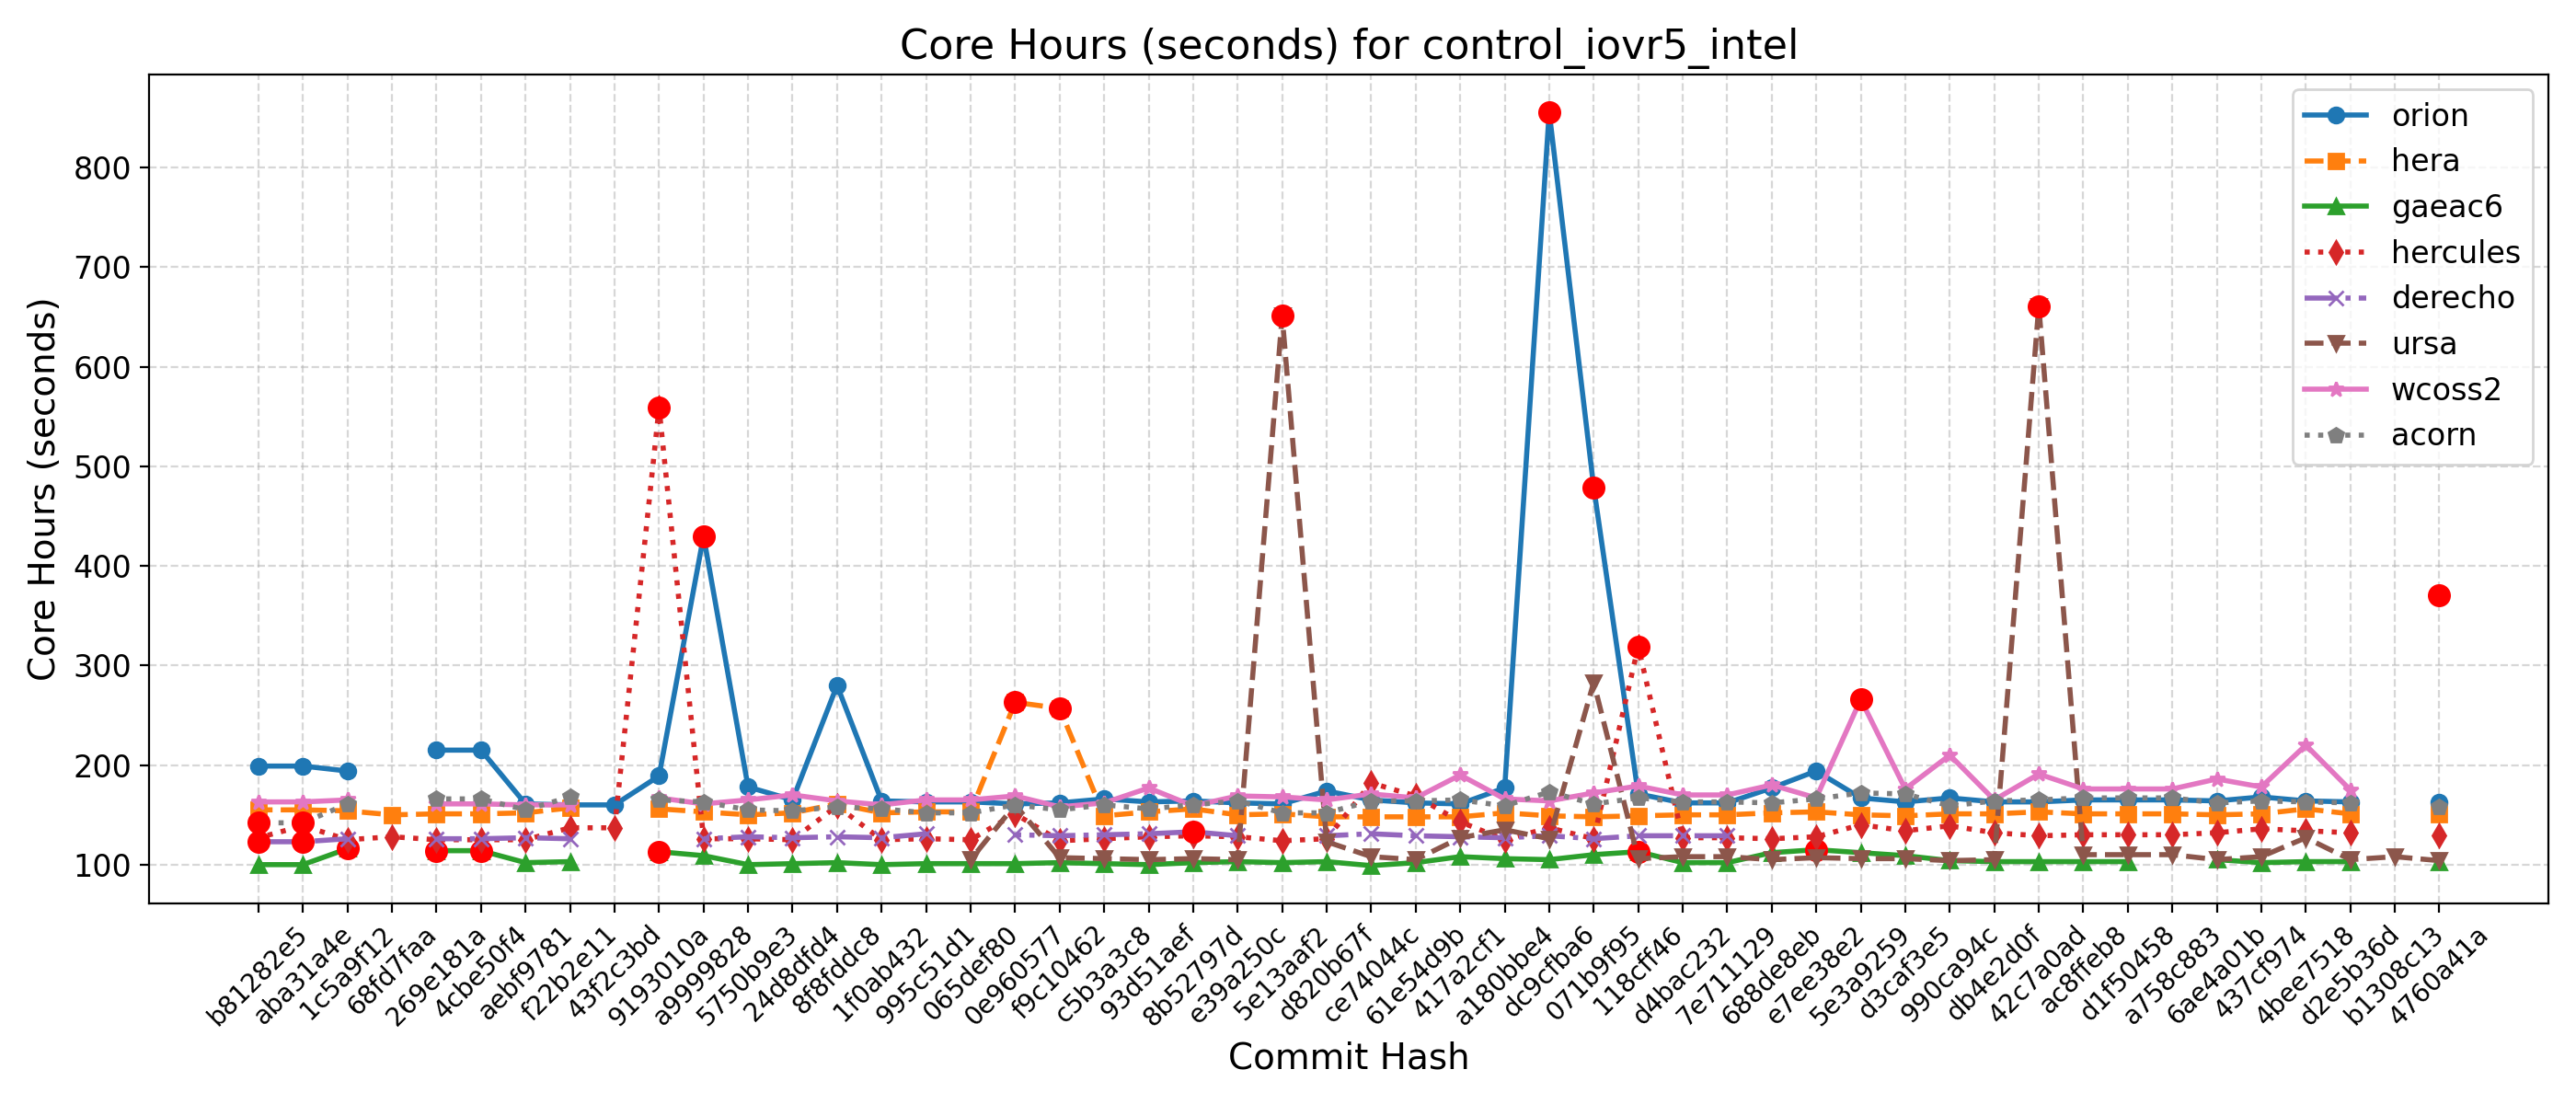 Core Hours (seconds) for control_iovr5_intel
Core Hours (seconds)
800
700
600
500
400
300
200
100
orion
hera
gaeac6
hercules
derecho
ursa
wcoss2
acorn
b81282e5
aba31a4e
1c5a9f12
68fd7faa
269e181a
4cbe50f4
aebf9781
f22b2e11
43f2c3bd
9193010a
a9999828
5750b9e3
24d8dfd4
8f8fddc8
1f0ab432
995c51d1
065def80
0e960577
f9c10462
c5b3a3c8
93d51aef
8b52797d
e39a250c
5e13aaf2
d820b67f
ce74044c
61e54d9b
417a2cf1
a180bbe4
dc9cfba6
071b9f95
118cff46
d4bac232
7e711129
688de8eb
e7ee38e2
5e3a9259
d3caf3e5
990ca94c
db4e2d0f
42c7a0ad
ac8ffeb8
d1f50458
a758c883
6ae4a01b
437cf974
4bee7518
d2e5b36d
b1308c13
4760a41a
Commit Hash